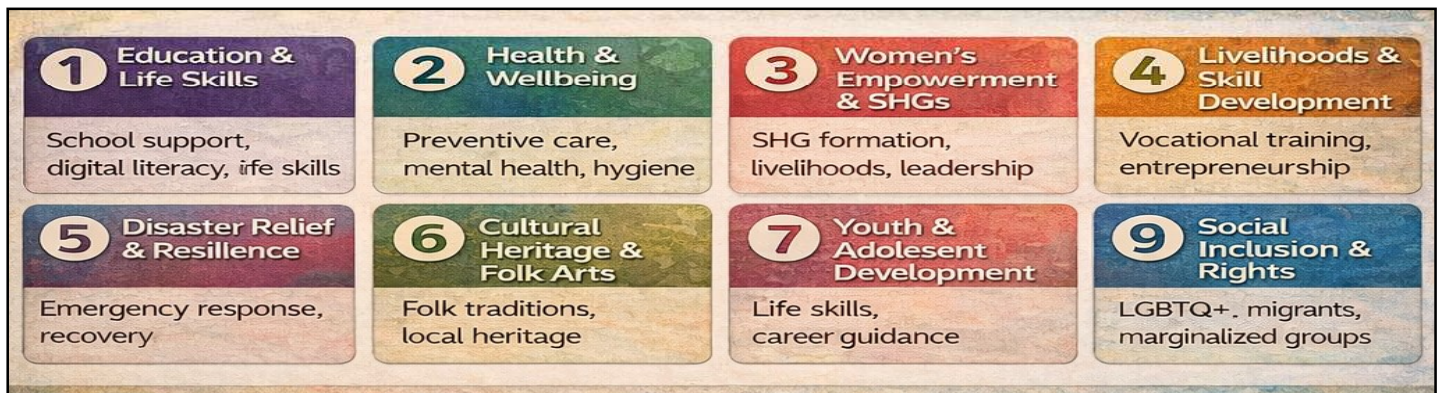 1 Education &
Life Skills
School support,
digital literacy, ife skills
2 Health &
Wellbeing
Preventive care,
mental health, hygiene
3 Women's
Empowerment
& SHGs
SHG formation,
livelihoods, leadership
4 Livelihoods &
Skill
Development
Vocational training,
entrepreneurship
5 Disaster Relief
& Resillence
Emergency response,
recovery
6 Cultural
Heritage &
Folk Arts
Folk traditions,
local heritage
7 Youth &
Adolesent
Development
Life skills,
career guidance
9 Social
Inclusion &
Rights
LGBTQ+. migrants,
marginalized groups